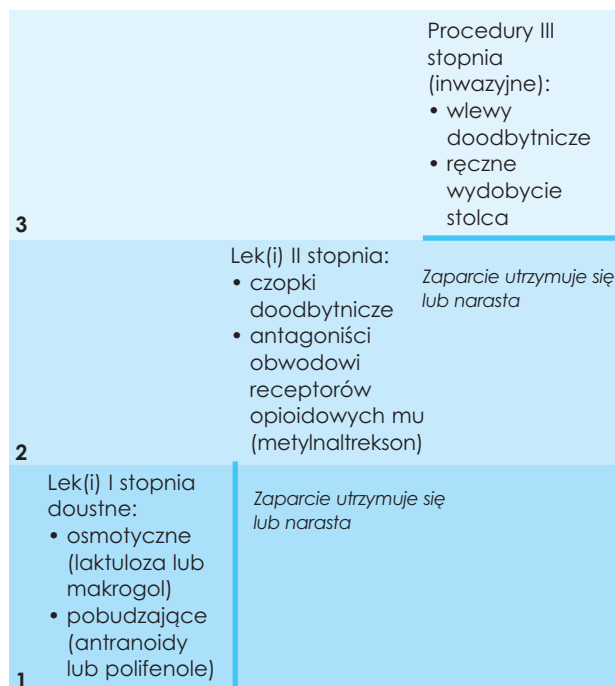 Procedury III
stopnia
(inwazyjne):
• wlewy
doodbytnicze
• ręczne
wydobycie
stolca
3
Lek(i) II stopnia:
• czopki
doodbytnicze
• antagoniści
obwodowi
receptorów
opioidowych mu
(metylnaltrekson)
Zaparcie utrzymuje się
lub narasta
2
Lek(i) I stopnia
doustne:
• osmotyczne
(laktuloza lub
makrogol)
• pobudzające
(antranoidy
lub polifenole)
Zaparcie utrzymuje się
lub narasta
1